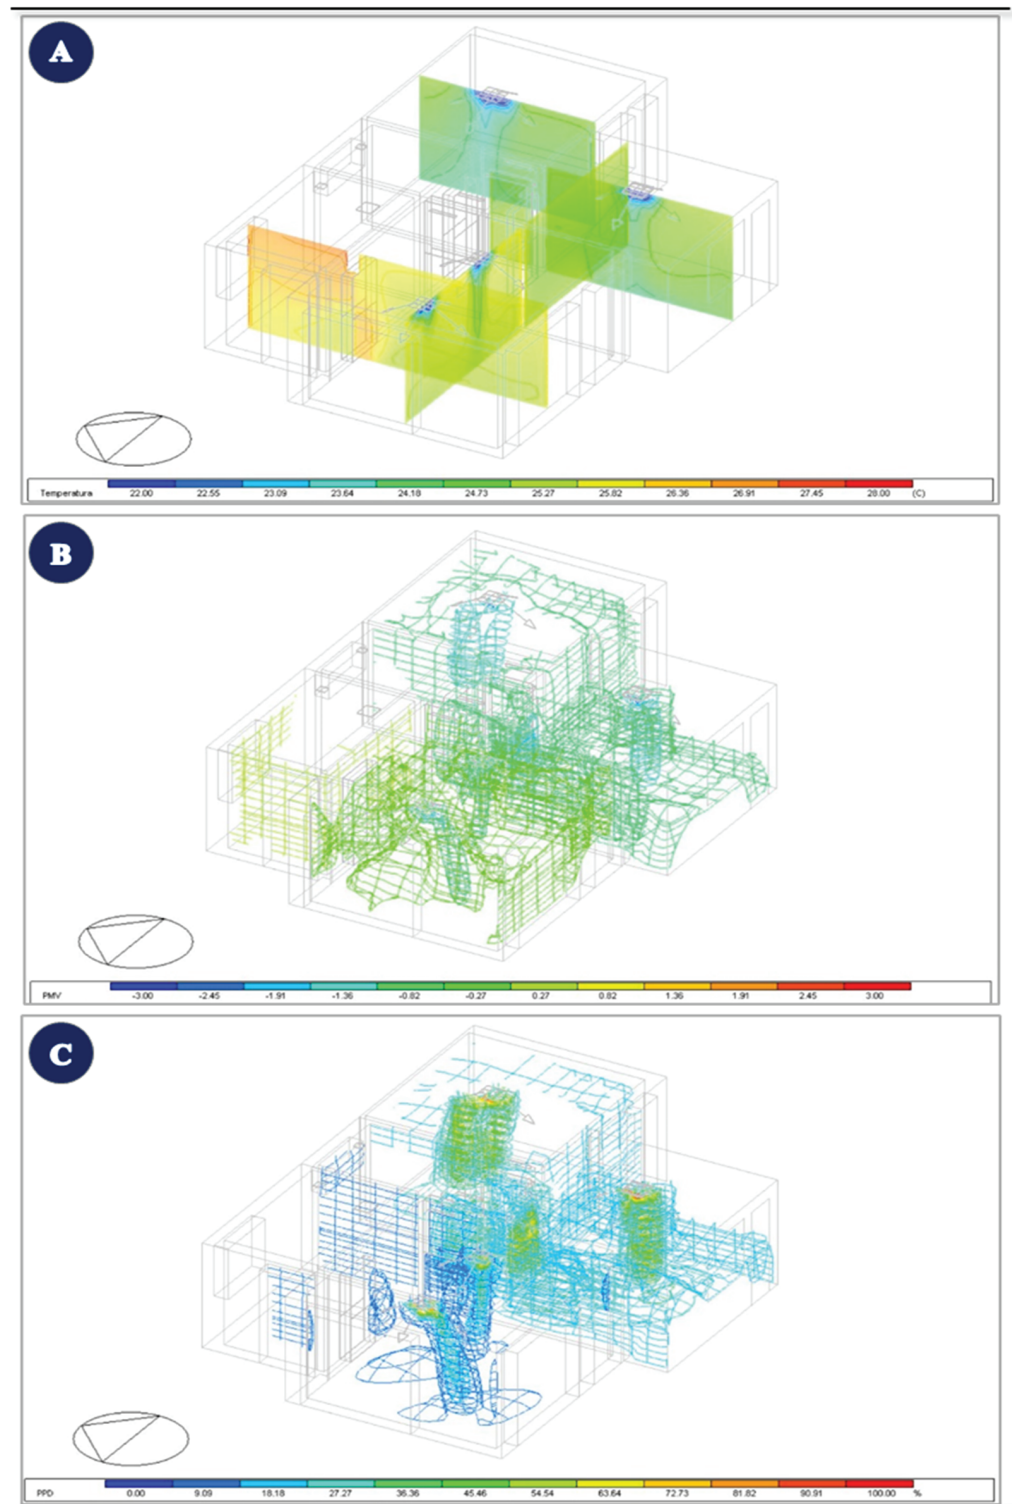 A
Temperatura 22.00 22.55 23.09 23.64 24.18 24.73 25.27 25.82 26.36 26.91 27.45 28.00 (C)
B
PMV -3.00 -2.45 -1.91 -1.36 -0.82 -0.27 0.27 0.82 1.36 1.91 2.45 3.00
C
PPD 0.00 9.09 18.18 27.27 36.36 45.46 54.54 63.64 72.73 81.82 90.91 100.00 %